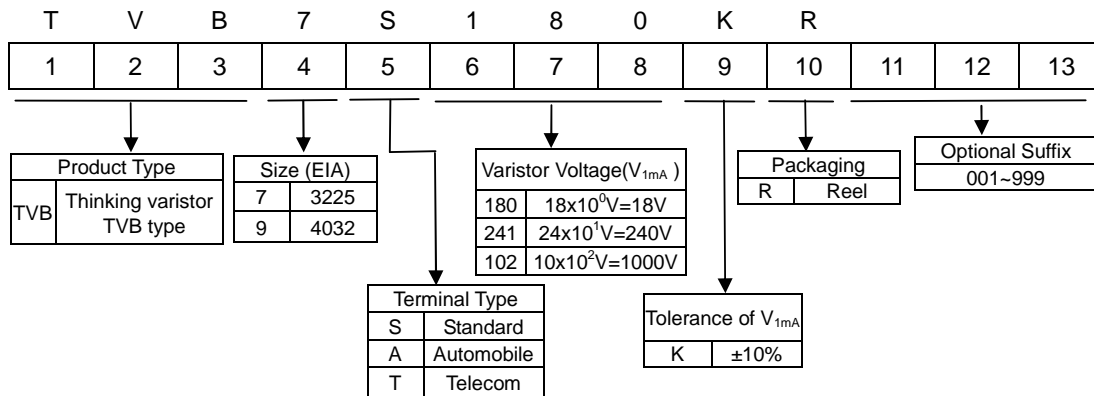 T V B 7 S 1 8 0 K R
1 2 3 4 5 6 7 8 9 10 11 12 13
Product Type
TVB Thinking varistor TVB type
Size (EIA)
7 3225
9 4032
Terminal Type
S Standard
A Automobile
T Telecom
Varistor Voltage(V1mA )
180 18x10⁰V=18V
241 24x10¹V=240V
102 10x10²V=1000V
Tolerance of V1mA
K ±10%
Packaging
R Reel
Optional Suffix
001~999